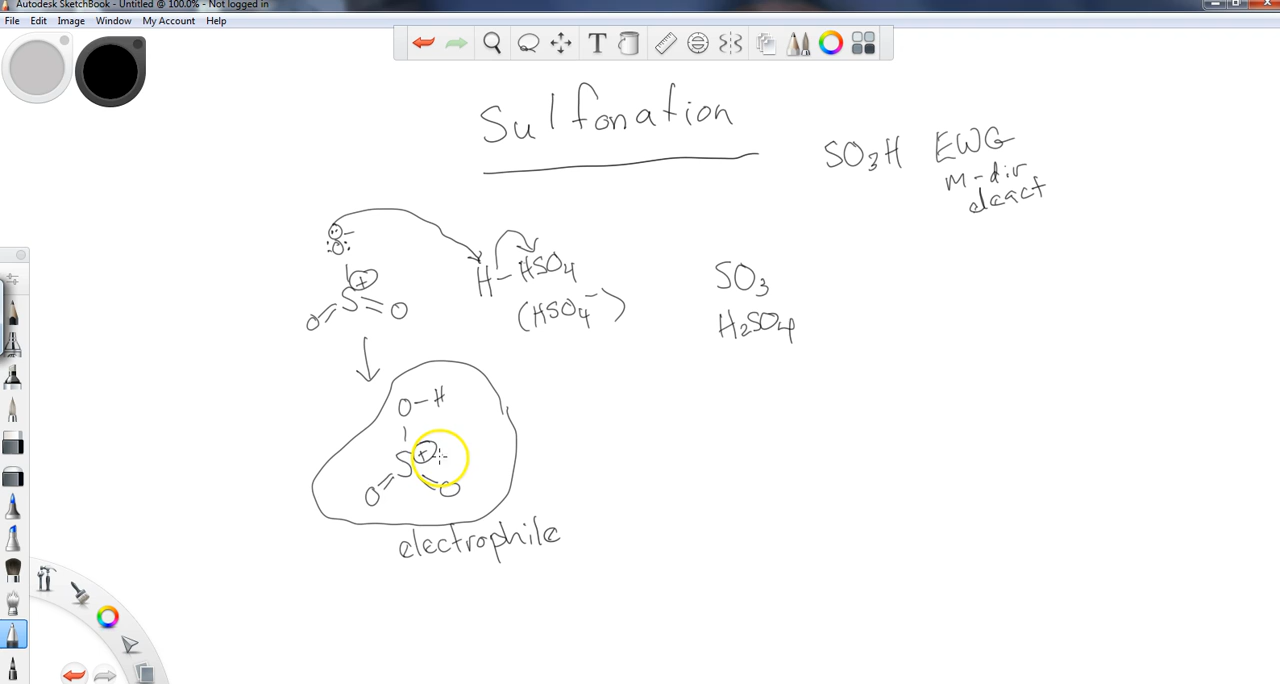 Autodesk SketchBook - Untitled @ 100.0% - Not logged in
File Edit Image Window My Account Help
T
Sulfonation
SO3H EWG
m-dir
deact
:O: -
S +
O O
H-HSO4
(HSO4-)
SO3
H2SO4
O-H
S +
O O
electrophile